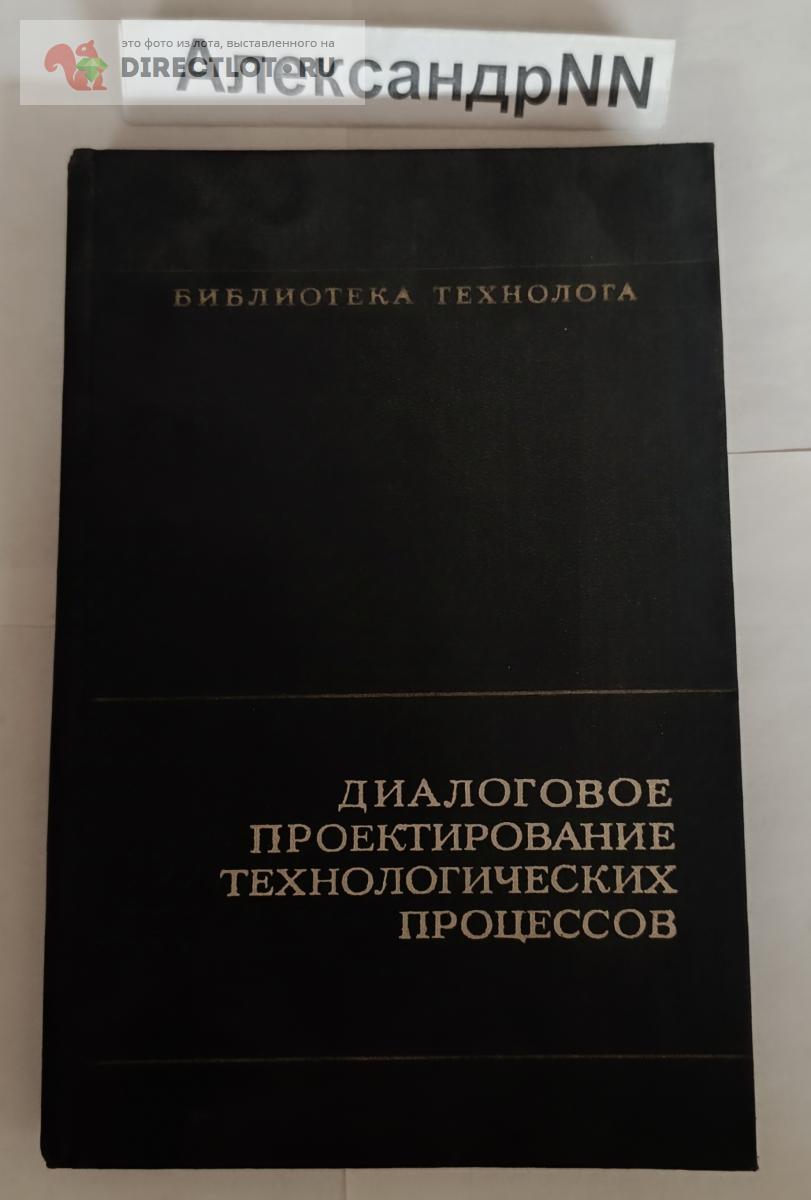 это фото из лота, выставленного на
DIRECTLOT.RU
АлександрNN
БИБЛИОТЕКА ТЕХНОЛОГА
ДИАЛОГОВОЕ
ПРОЕКТИРОВАНИЕ
ТЕХНОЛОГИЧЕСКИХ
ПРОЦЕССОВ